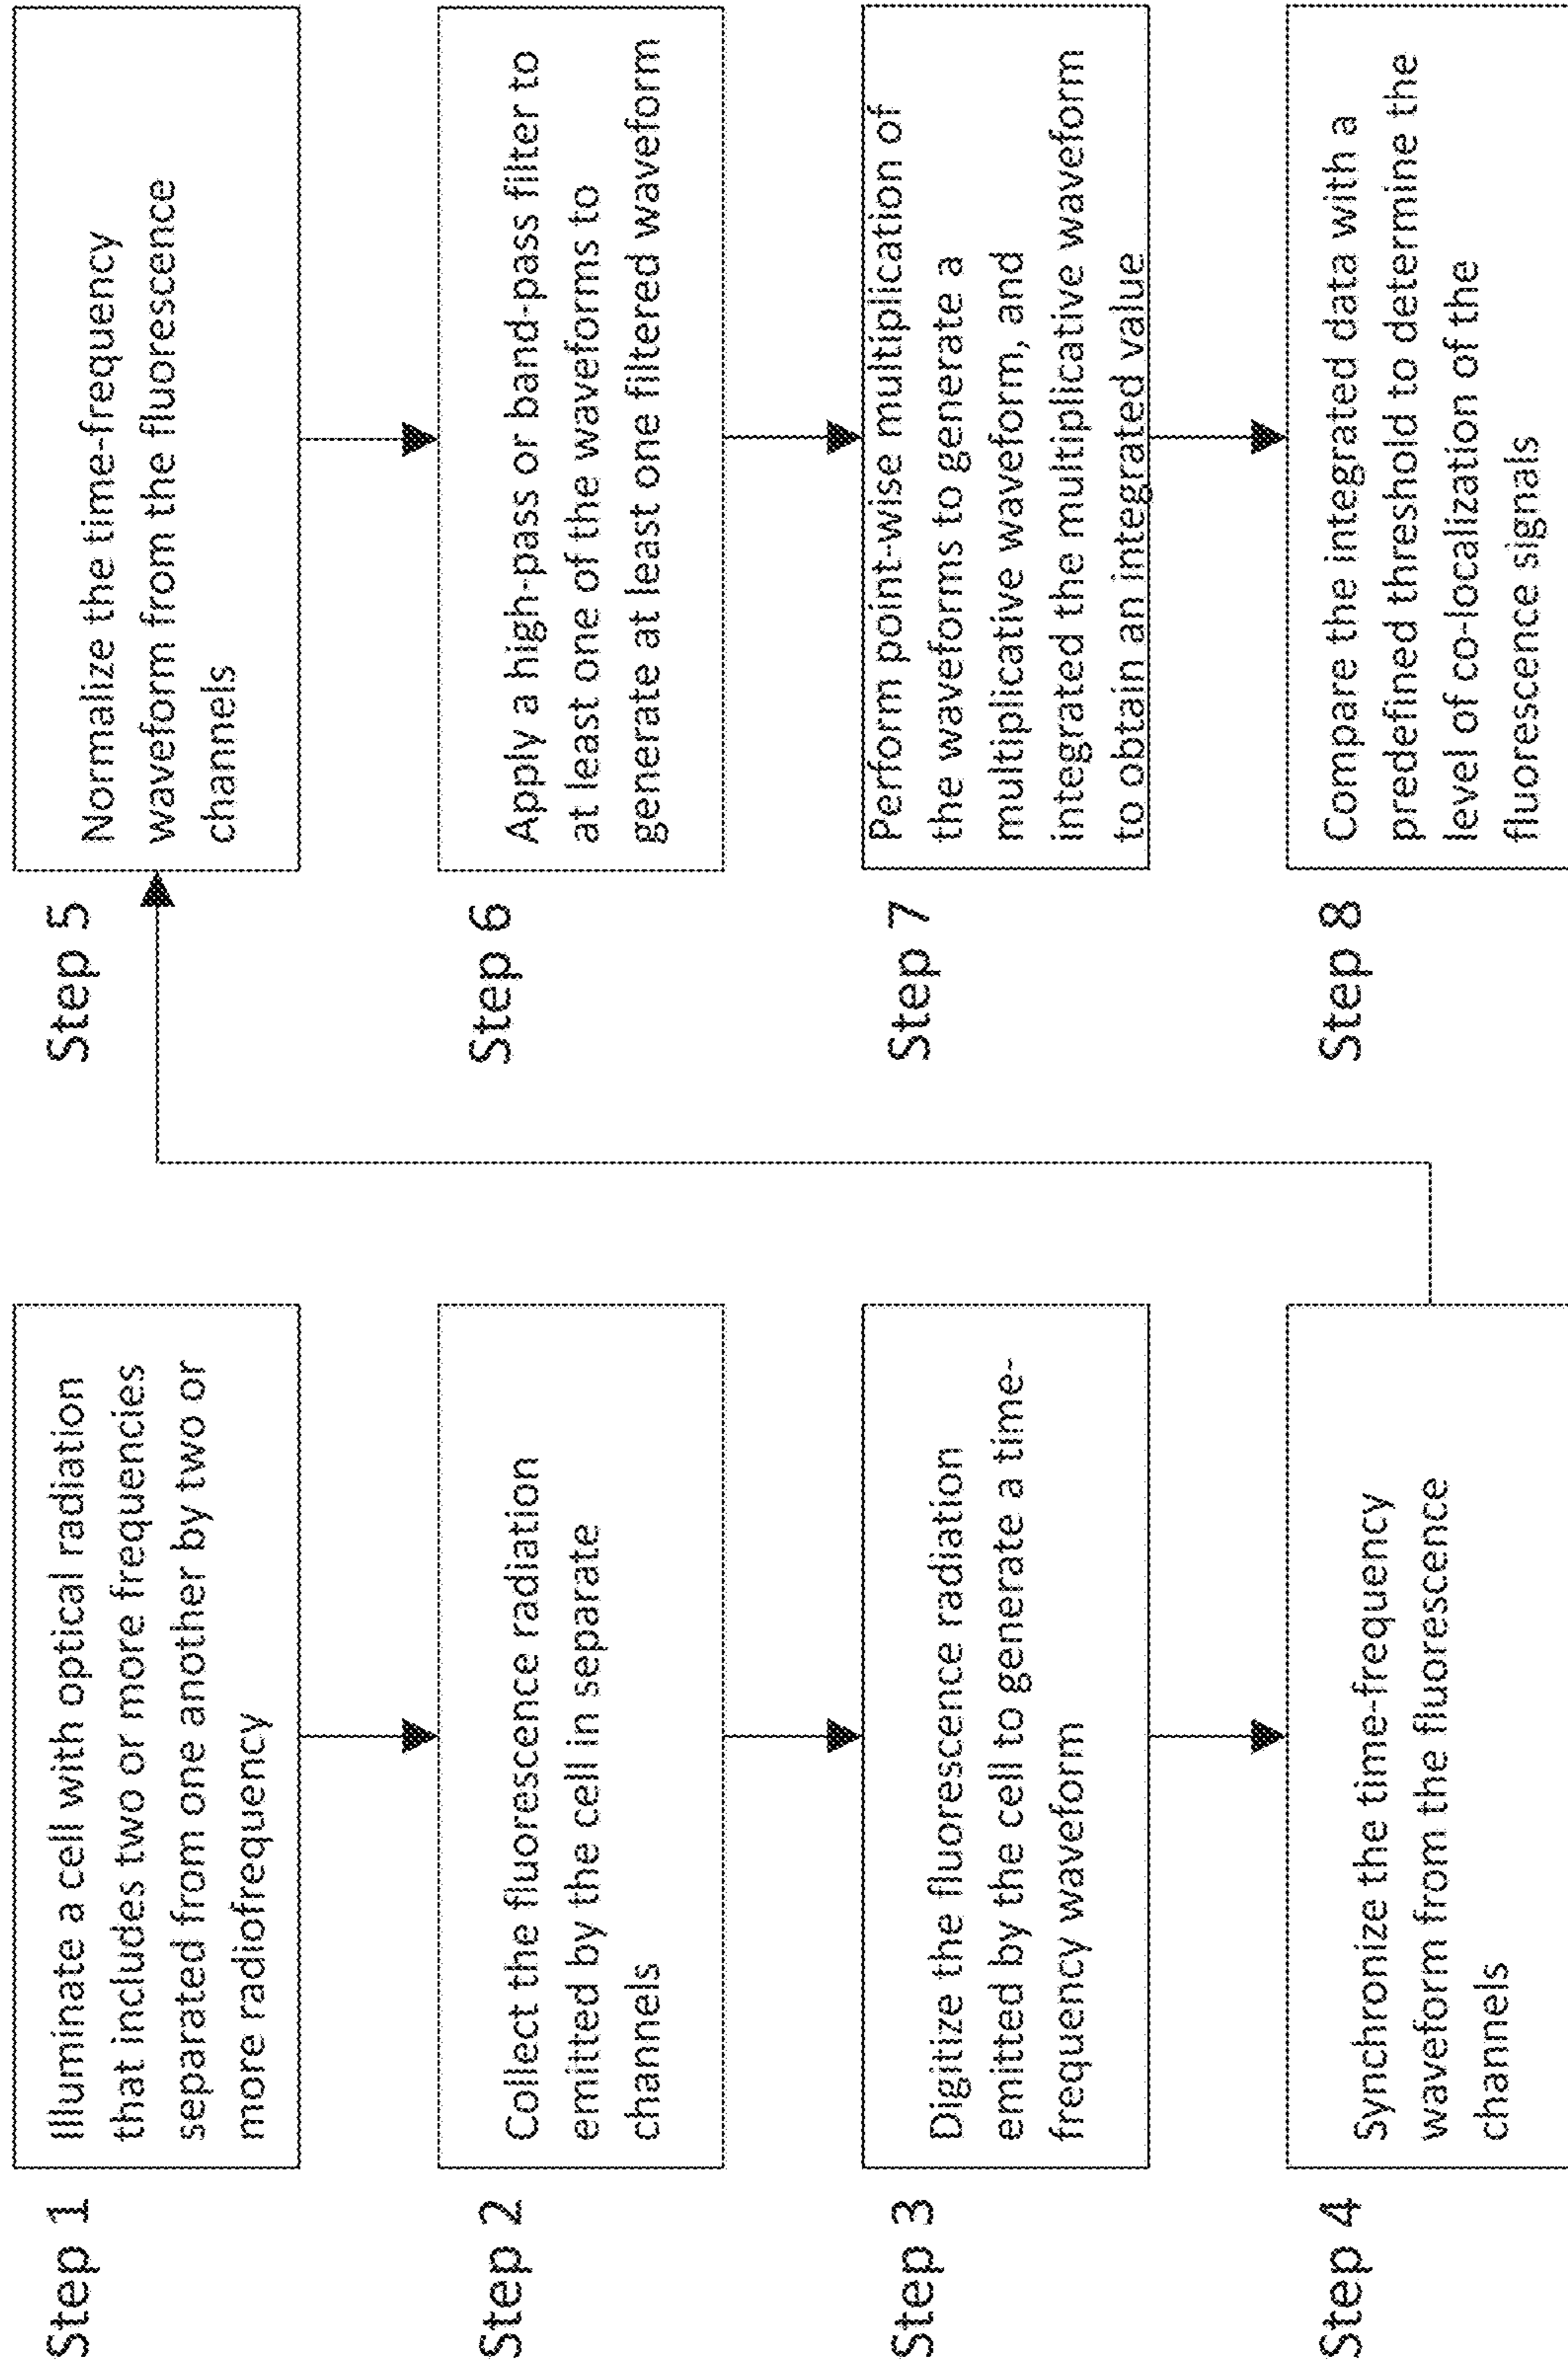 Step 1
Illuminate a cell with optical radiation
that includes two or more frequencies
separated from one another by two or
more radiofrequency
Step 2
Collect the fluorescence radiation
emitted by the cell in separate
channels
Step 3
Digitize the fluorescence radiation
emitted by the cell to generate a time-
frequency waveform
Step 4
Synchronize the time-frequency
waveform from the fluorescence
channels
Step 5
Normalize the time-frequency
waveform from the fluorescence
channels
Step 6
Apply a high-pass or band-pass filter to
at least one of the waveforms to
generate at least one filtered waveform
Step 7
Perform point-wise multiplication of
the waveforms to generate a
multiplicative waveform, and
integrated the multiplicative waveform
to obtain an integrated value
Step 8
Compare the integrated data with a
predefined threshold to determine the
level of co-localization of the
fluorescence signals